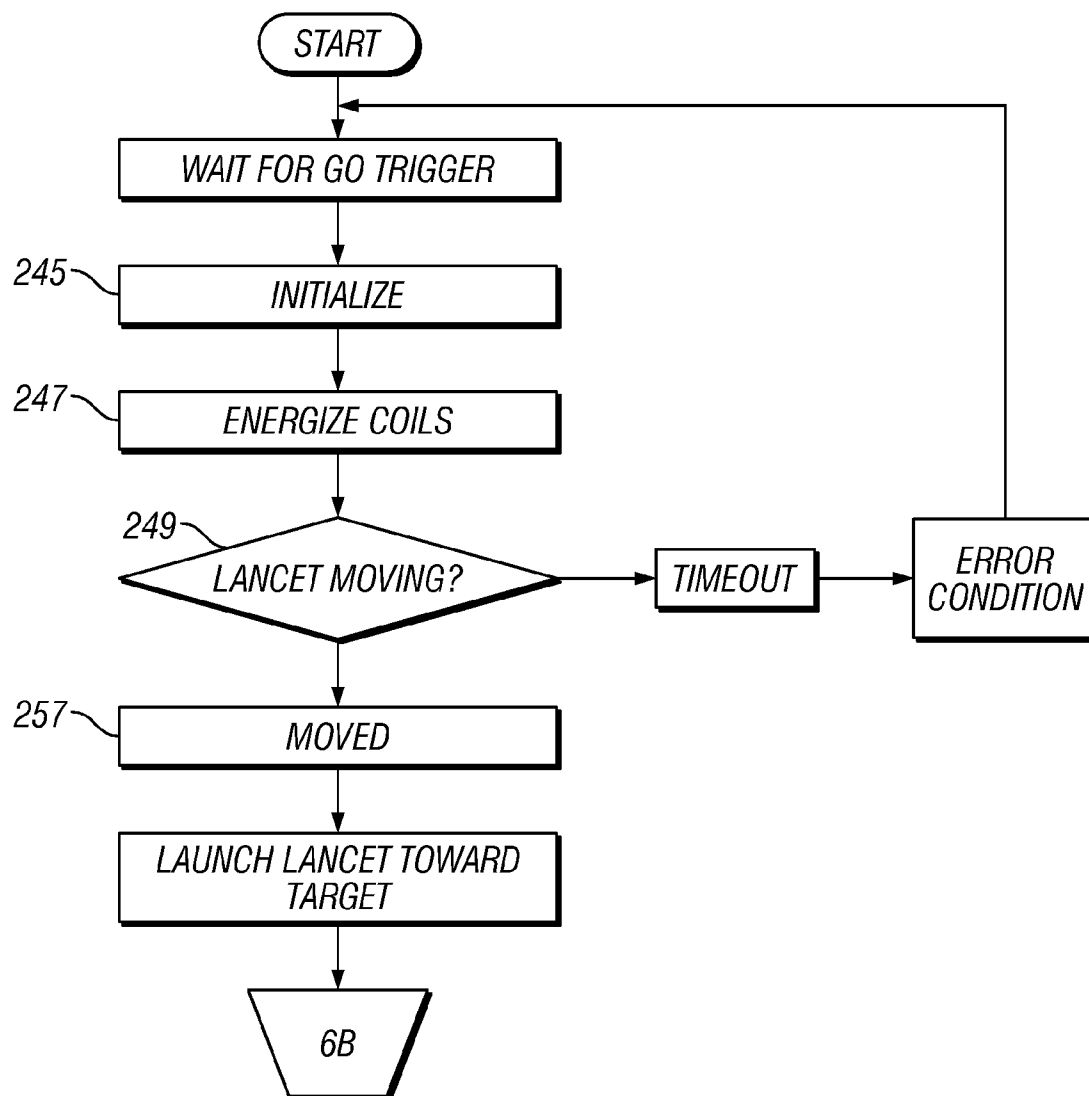 START
WAIT FOR GO TRIGGER
245
INITIALIZE
247
ENERGIZE COILS
249
LANCET MOVING?
TIMEOUT
ERROR
CONDITION
257
MOVED
LAUNCH LANCET TOWARD
TARGET
6B